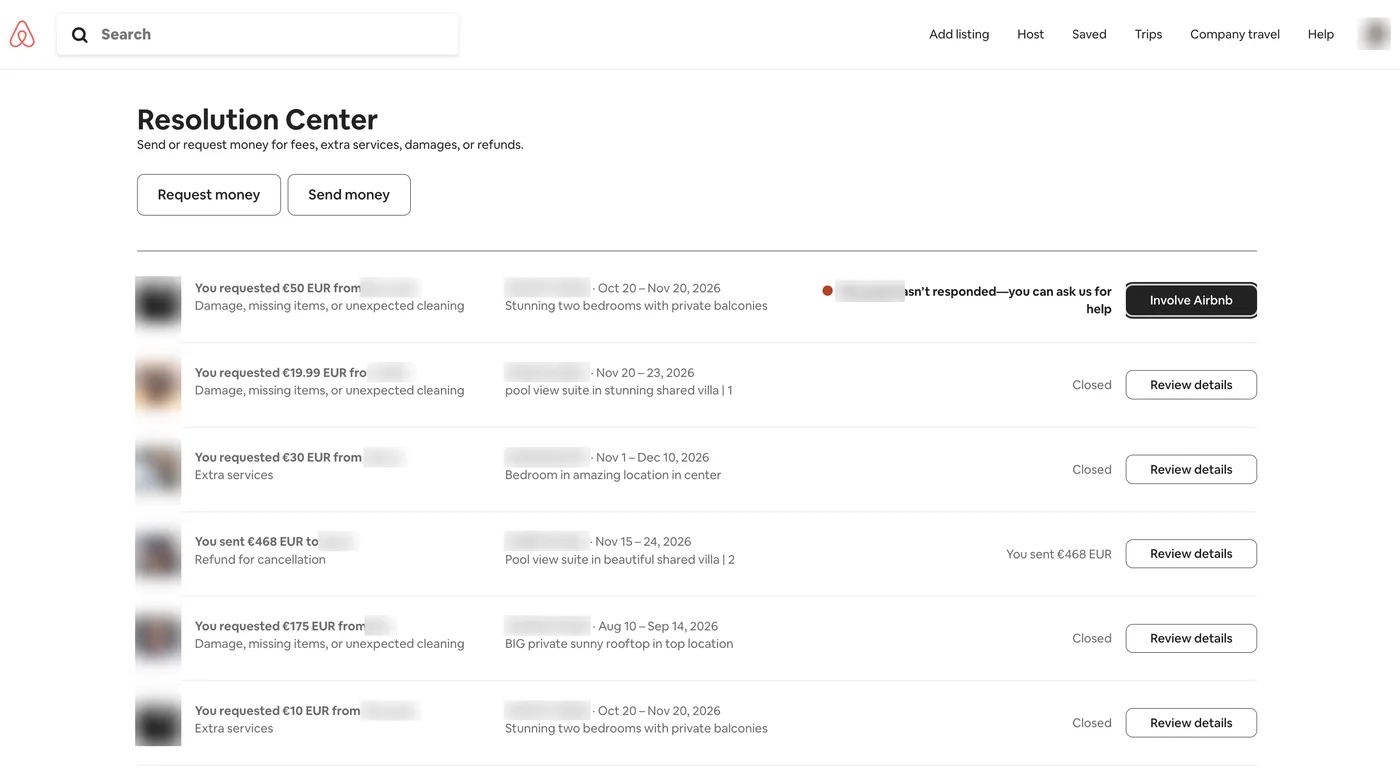 Search
Add listing Host Saved Trips Company travel Help
Resolution Center
Send or request money for fees, extra services, damages, or refunds.
Request money Send money
You requested €50 EUR from
Damage, missing items, or unexpected cleaning
· Oct 20 – Nov 20, 2026
Stunning two bedrooms with private balconies
asn't responded—you can ask us for
help
Involve Airbnb
You requested €19.99 EUR fro
Damage, missing items, or unexpected cleaning
· Nov 20 – 23, 2026
pool view suite in stunning shared villa | 1
Closed
Review details
You requested €30 EUR from
Extra services
· Nov 1 – Dec 10, 2026
Bedroom in amazing location in center
Closed
Review details
You sent €468 EUR to
Refund for cancellation
· Nov 15 – 24, 2026
Pool view suite in beautiful shared villa | 2
You sent €468 EUR
Review details
You requested €175 EUR from
Damage, missing items, or unexpected cleaning
· Aug 10 – Sep 14, 2026
BIG private sunny rooftop in top location
Closed
Review details
You requested €10 EUR from
Extra services
· Oct 20 – Nov 20, 2026
Stunning two bedrooms with private balconies
Closed
Review details